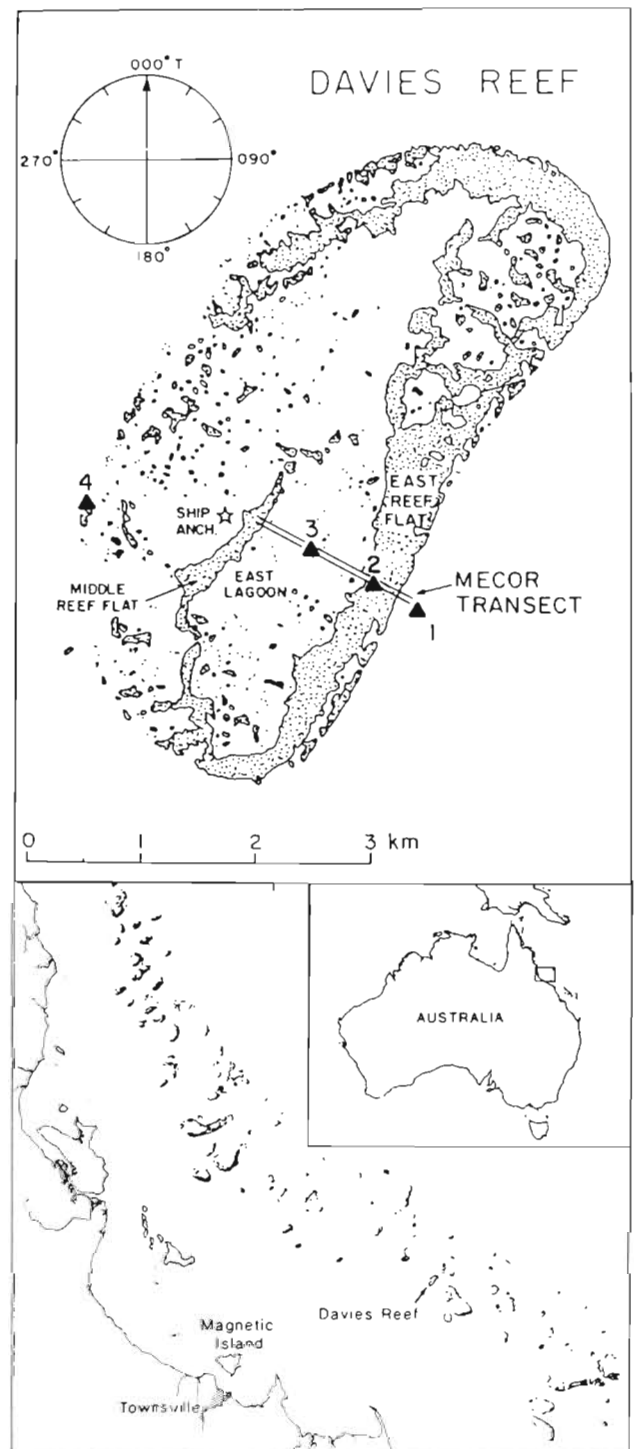 DAVIES REEF
000° T
270°
090°
180°
4
SHIP
ANCH.
3
EAST
REEF
FLAT
2
MIDDLE
REEF FLAT
EAST
LAGOON
MECOR
TRANSECT
1
0 1 2 3 km
AUSTRALIA
Davies Reef
Magnetic
Island
Townsville